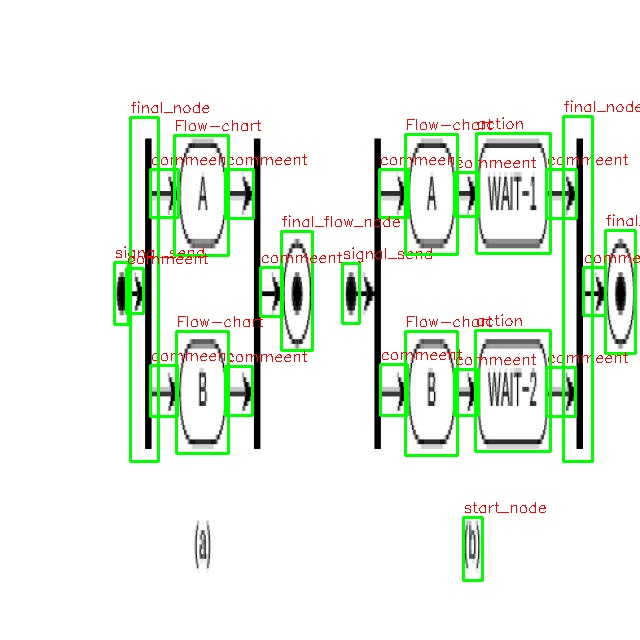 final_node
final_node
Flow-chart
Flow-chart
action
commeent
commeent
commeent
commeent
commeent
A
A
WAIT-1
final_flow_node
final
signal_send
commeent
commeent
signal_send
comme
Flow-chart
Flow-chart
action
commeent
commeent
commeent
commeent
commeent
B
B
WAIT-2
start_node
(a)
(b)